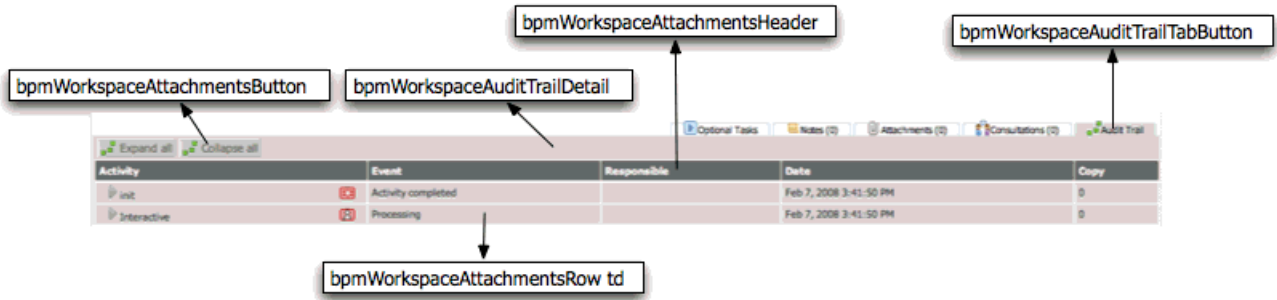 bpmWorkspaceAttachmentsHeader
bpmWorkspaceAuditTrailTabButton
bpmWorkspaceAttachmentsButton
bpmWorkspaceAuditTrailDetail
Optional Tasks Notes (0) Attachments (0) Consultations (0) Audit Trail
Expand all Collapse all
Activity Event Responsible Date Copy
init Activity completed Feb 7, 2008 3:41:50 PM 0
Interactive Processing Feb 7, 2008 3:41:50 PM 0
bpmWorkspaceAttachmentsRow td